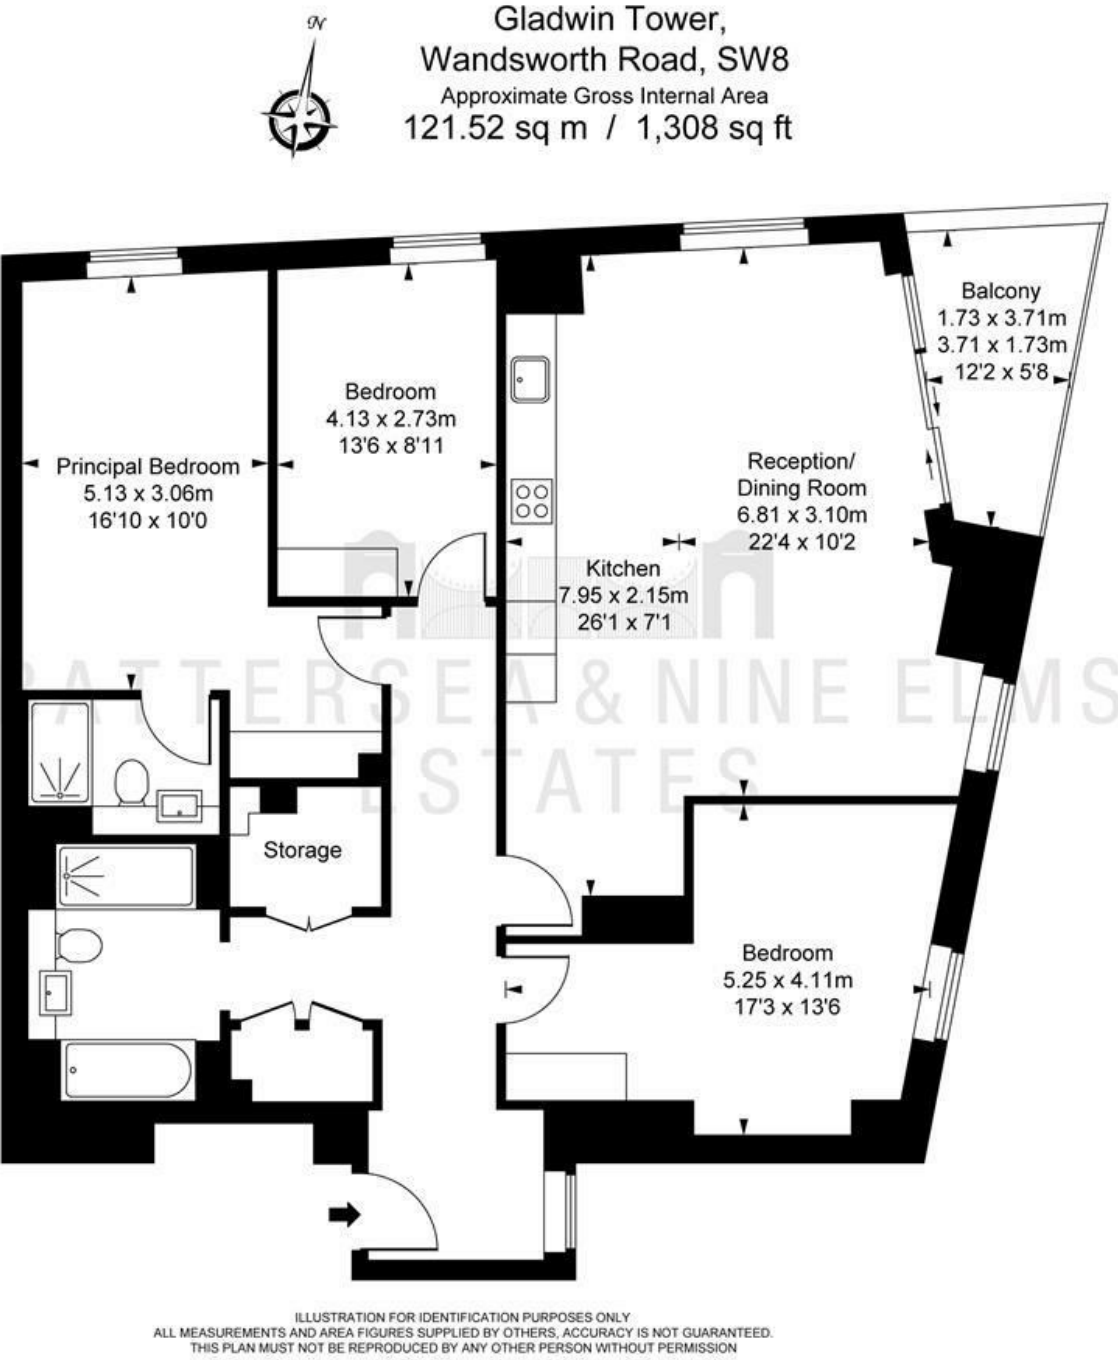 N
Gladwin Tower,
Wandsworth Road, SW8
Approximate Gross Internal Area
121.52 sq m / 1,308 sq ft
Balcony
1.73 x 3.71m
3.71 x 1.73m
12'2 x 5'8
Bedroom
4.13 x 2.73m
13'6 x 8'11
Principal Bedroom
5.13 x 3.06m
16'10 x 10'0
Reception/
Dining Room
6.81 x 3.10m
22'4 x 10'2
Kitchen
7.95 x 2.15m
26'1 x 7'1
BATTERSEA & NINE ELMS
ESTATES
Storage
Bedroom
5.25 x 4.11m
17'3 x 13'6
ILLUSTRATION FOR IDENTIFICATION PURPOSES ONLY
ALL MEASUREMENTS AND AREA FIGURES SUPPLIED BY OTHERS, ACCURACY IS NOT GUARANTEED.
THIS PLAN MUST NOT BE REPRODUCED BY ANY OTHER PERSON WITHOUT PERMISSION